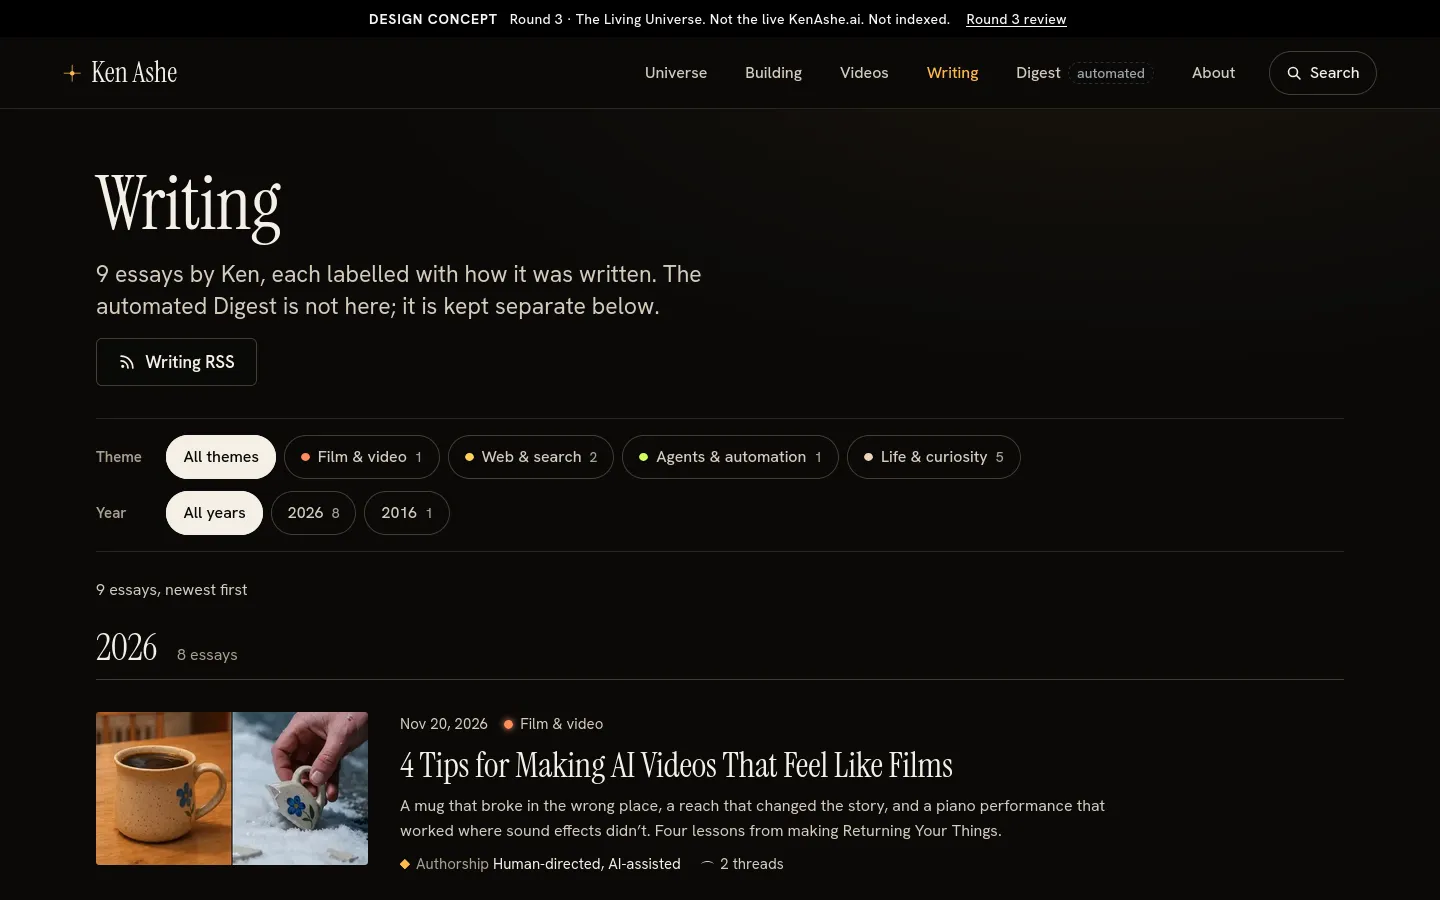 DESIGN CONCEPT Round 3 · The Living Universe. Not the live KenAshe.ai. Not indexed. Round 3 review
Ken Ashe
Universe Building Videos Writing Digest automated About Search
Writing
9 essays by Ken, each labelled with how it was written. The
automated Digest is not here; it is kept separate below.
Writing RSS
Theme All themes Film & video 1 Web & search 2 Agents & automation 1 Life & curiosity 5
Year All years 2026 8 2016 1
9 essays, newest first
2026 8 essays
Nov 20, 2026 Film & video
4 Tips for Making AI Videos That Feel Like Films
A mug that broke in the wrong place, a reach that changed the story, and a piano performance that
worked where sound effects didn’t. Four lessons from making Returning Your Things.
Authorship Human-directed, AI-assisted 2 threads